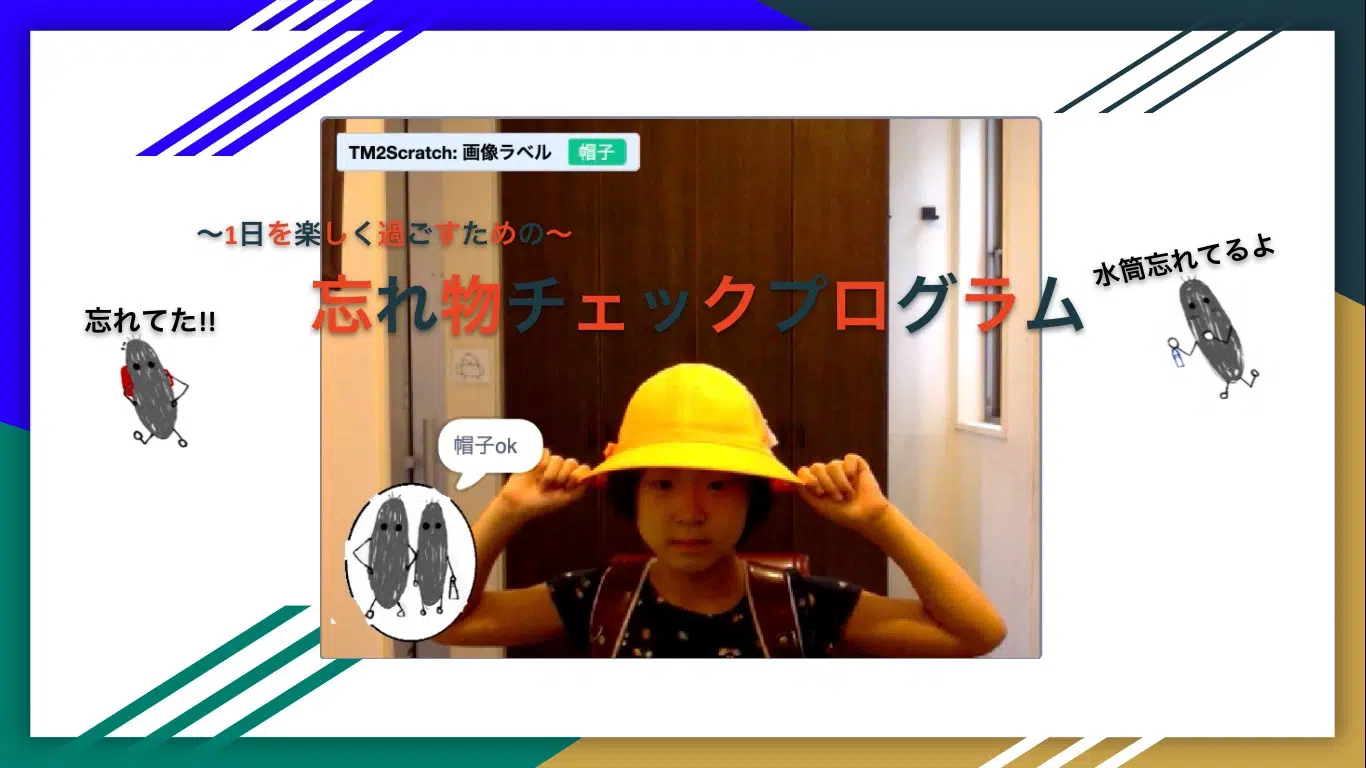 TM2Scratch: 画像ラベル 帽子
〜1日を楽しく過ごすための〜
忘れ物チェックプログラム
水筒忘れてるよ
忘れてた!!
帽子ok